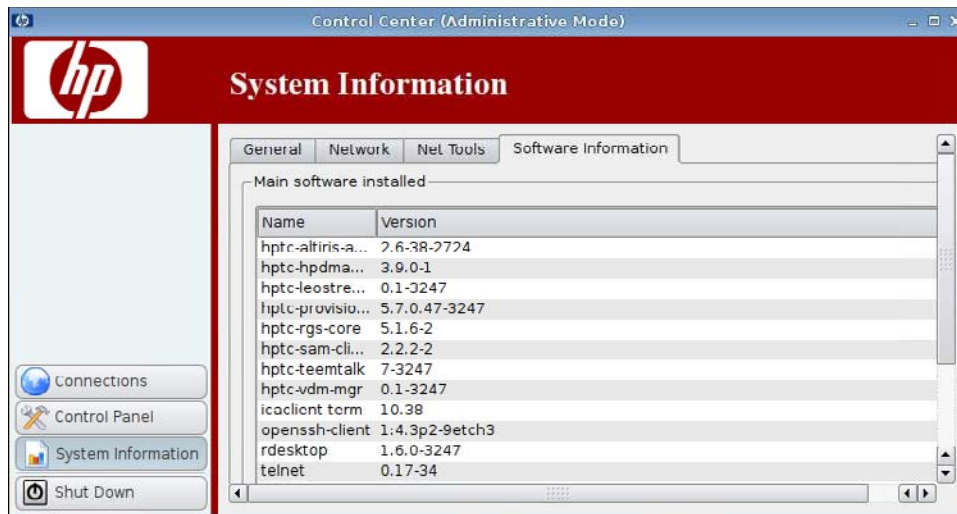 Control Center (Administrative Mode)
hp
System Information
General Network Net Tools Software Information
Main software installed
Name Version
hptc-altiris-a... 2.6-38-2724
hptc-hpdma... 3.9.0-1
hptc-leostre... 0.1-3247
hptc-provisio... 5.7.0.47-3247
hptc-rgs-core 5.1.6-2
hptc-sam-cli... 2.2.2-2
hptc-teemtalk 7-3247
hptc-vdm-mgr 0.1-3247
icaclient term 10.38
openssh-client 1:4.3p2-9etch3
rdesktop 1.6.0-3247
telnet 0.17-34
Connections
Control Panel
System Information
Shut Down